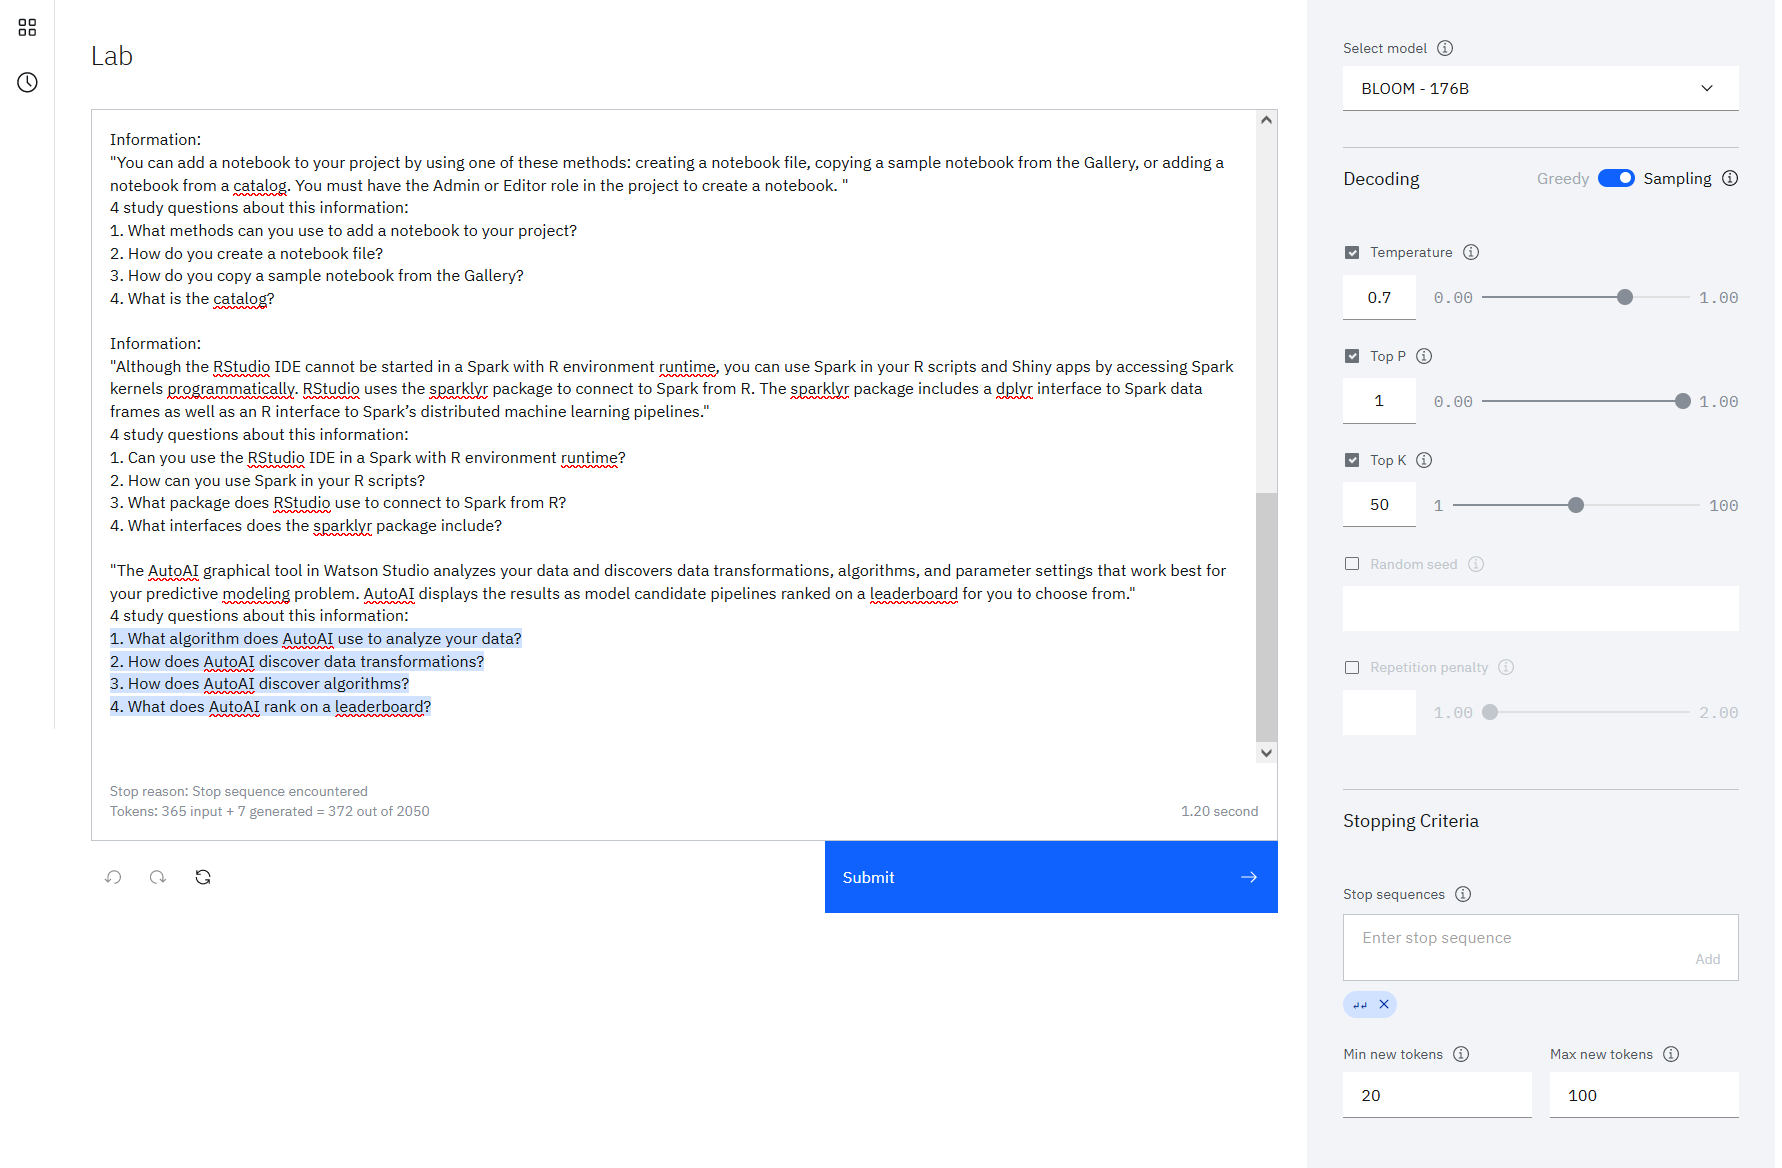 Lab
Information:
"You can add a notebook to your project by using one of these methods: creating a notebook file, copying a sample notebook from the Gallery, or adding a
notebook from a catalog. You must have the Admin or Editor role in the project to create a notebook. "
4 study questions about this information:
1. What methods can you use to add a notebook to your project?
2. How do you create a notebook file?
3. How do you copy a sample notebook from the Gallery?
4. What is the catalog?
Information:
"Although the RStudio IDE cannot be started in a Spark with R environment runtime, you can use Spark in your R scripts and Shiny apps by accessing Spark
kernels programmatically. RStudio uses the sparklyr package to connect to Spark from R. The sparklyr package includes a dplyr interface to Spark data
frames as well as an R interface to Spark’s distributed machine learning pipelines."
4 study questions about this information:
1. Can you use the RStudio IDE in a Spark with R environment runtime?
2. How can you use Spark in your R scripts?
3. What package does RStudio use to connect to Spark from R?
4. What interfaces does the sparklyr package include?
"The AutoAI graphical tool in Watson Studio analyzes your data and discovers data transformations, algorithms, and parameter settings that work best for
your predictive modeling problem. AutoAI displays the results as model candidate pipelines ranked on a leaderboard for you to choose from."
4 study questions about this information:
1. What algorithm does AutoAI use to analyze your data?
2. How does AutoAI discover data transformations?
3. How does AutoAI discover algorithms?
4. What does AutoAI rank on a leaderboard?
Stop reason: Stop sequence encountered
Tokens: 365 input + 7 generated = 372 out of 2050
1.20 second
Submit
Select model
BLOOM - 176B
Decoding
Greedy Sampling
Temperature
0.7 0.00 1.00
Top P
1 0.00 1.00
Top K
50 1 100
Random seed
Repetition penalty
1.00 2.00
Stopping Criteria
Stop sequences
Enter stop sequence
Add
Min new tokens Max new tokens
20 100